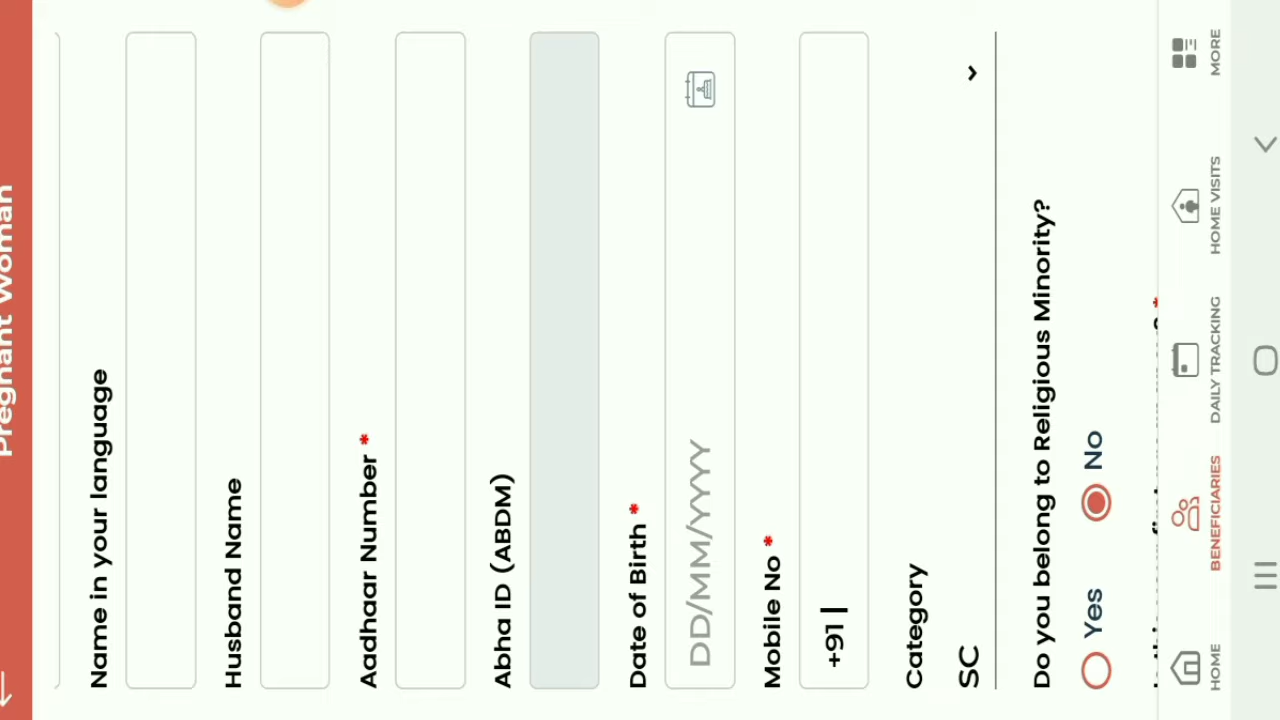 Pregnant Woman
Name in your language
Husband Name
Aadhaar Number *
Abha ID (ABDM)
Date of Birth *
DD/MM/YYYY
Mobile No *
+91
Category
SC
Do you belong to Religious Minority?
Yes No
HOME BENEFICIARIES DAILY TRACKING HOME VISITS MORE